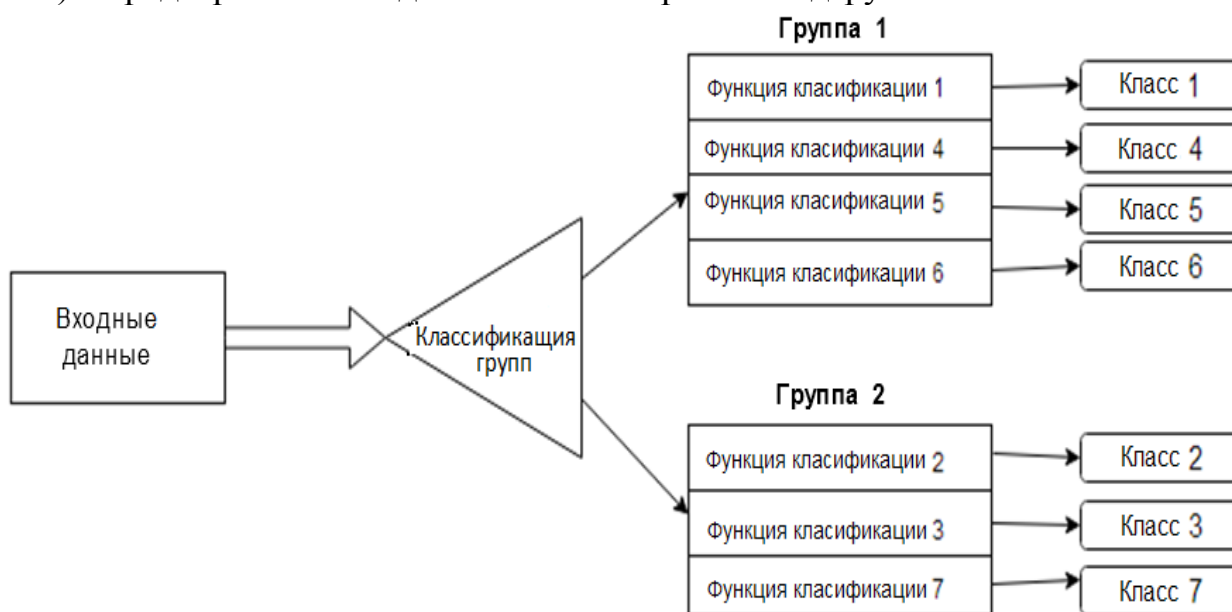 Группа 1
Функция класификации 1
Класс 1
Функция класификации 4
Класс 4
Функция класификации 5
Класс 5
Функция класификации 6
Класс 6
Входные
данные
Классификащия
групп
Группа 2
Функция класификации 2
Класс 2
Функция класификации 3
Класс 3
Функция класификации 7
Класс 7